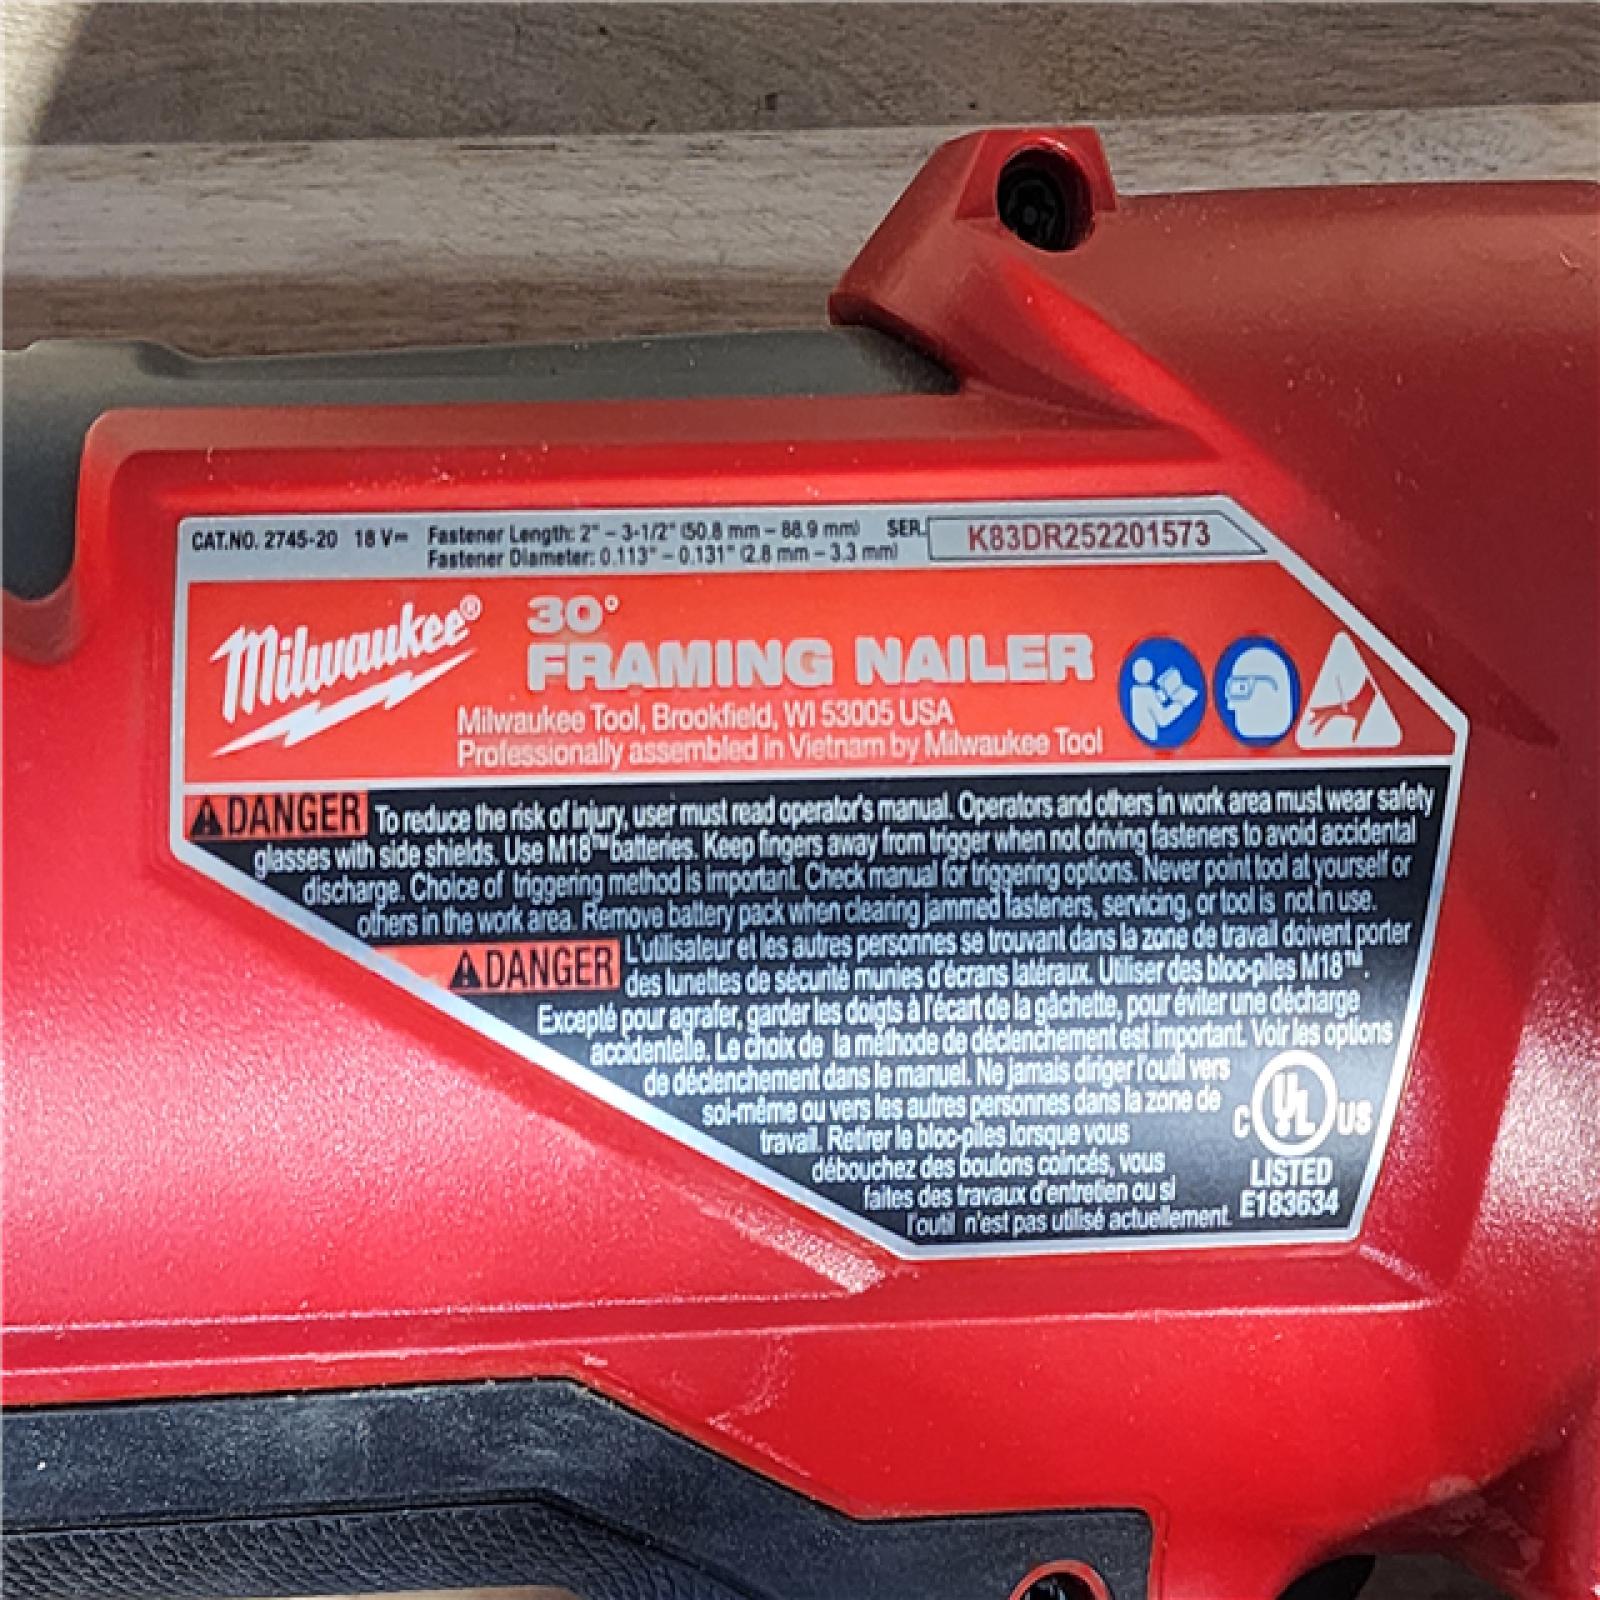 CAT.NO. 2745-20 18 V⎓ Fastener Length: 2" – 3-1/2" (50.8 mm – 88.9 mm) SER. K83DR252201573
Fastener Diameter: 0.113" – 0.131" (2.8 mm – 3.3 mm)
Milwaukee®
30°
FRAMING NAILER
Milwaukee Tool, Brookfield, WI 53005 USA
Professionally assembled in Vietnam by Milwaukee Tool
⚠DANGER To reduce the risk of injury, user must read operator's manual. Operators and others in work area must wear safety
glasses with side shields. Use M18™ batteries. Keep fingers away from trigger when not driving fasteners to avoid accidental
discharge. Choice of triggering method is important. Check manual for triggering options. Never point tool at yourself or
others in the work area. Remove battery pack when clearing jammed fasteners, servicing, or tool is not in use.
⚠DANGER L'utilisateur et les autres personnes se trouvant dans la zone de travail doivent porter
des lunettes de sécurité munies d'écrans latéraux. Utiliser des bloc-piles M18™.
Excepté pour agrafer, garder les doigts à l'écart de la gâchette, pour éviter une décharge
accidentelle. Le choix de la méthode de déclenchement est important. Voir les options
de déclenchement dans le manuel. Ne jamais diriger l'outil vers
soi-même ou vers les autres personnes dans la zone de
travail. Retirer le bloc-piles lorsque vous
débouchez des boulons coincés, vous
faites des travaux d'entretien ou si
l'outil n'est pas utilisé actuellement.
C UL US
LISTED
E183634